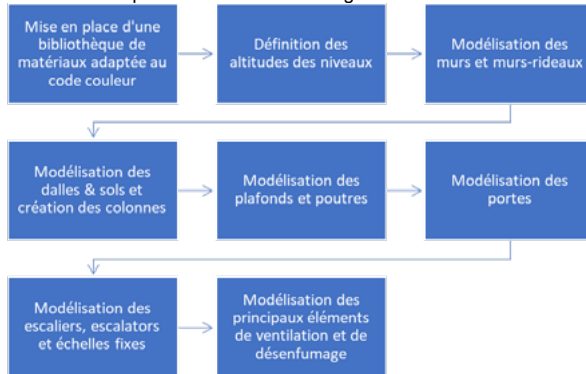 Mise en place d'une
bibliothèque de
matériaux adaptée au
code couleur
Définition des
altitudes des niveaux
Modélisation des
murs et murs-rideaux
Modélisation des
dalles & sols et
création des colonnes
Modélisation des
plafonds et poutres
Modélisation des
portes
Modélisation des
escaliers, escalators
et échelles fixes
Modélisation des
principaux éléments
de ventilation et de
désenfumage